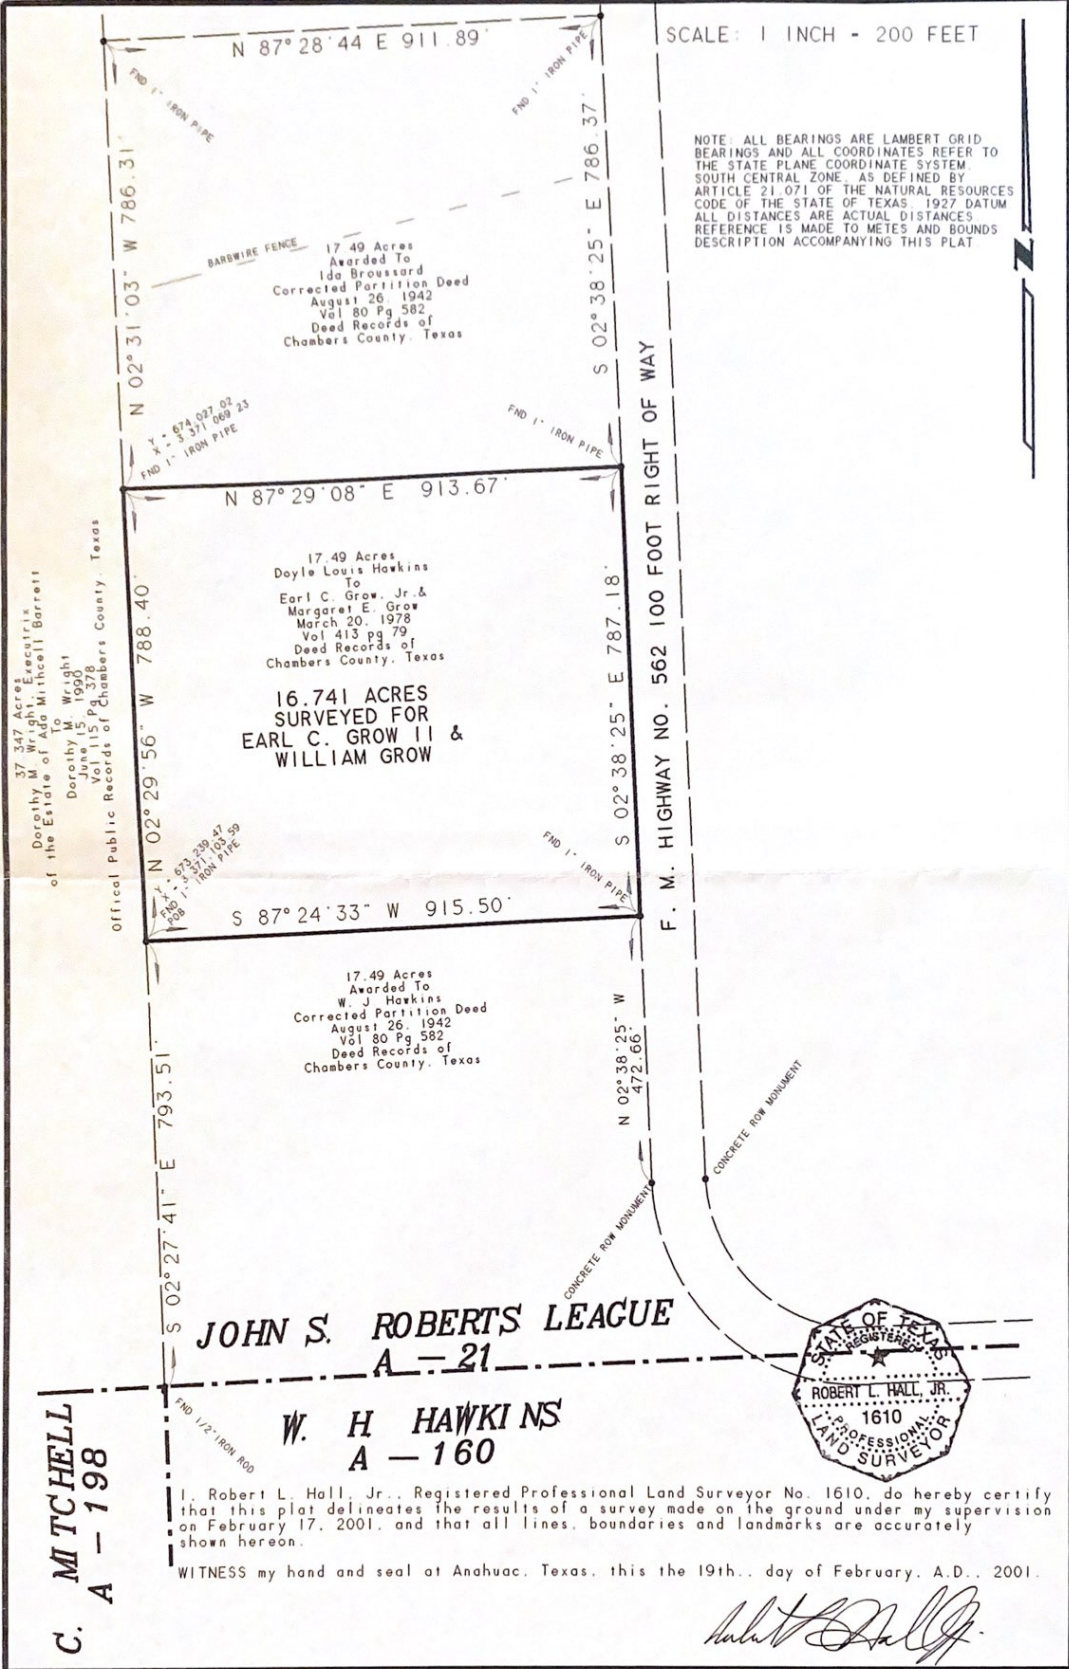 N 87° 28'44 E 911.89'
SCALE: 1 INCH - 200 FEET
FND 1" IRON PIPE
FND 1" IRON PIPE
N 02° 31'03" W 786.31'
S 02° 38'25" E 786.37'
NOTE: ALL BEARINGS ARE LAMBERT GRID
BEARINGS AND ALL COORDINATES REFER TO
THE STATE PLANE COORDINATE SYSTEM,
SOUTH CENTRAL ZONE, AS DEFINED BY
ARTICLE 21.071 OF THE NATURAL RESOURCES
CODE OF THE STATE OF TEXAS, 1927 DATUM
ALL DISTANCES ARE ACTUAL DISTANCES
REFERENCE IS MADE TO METES AND BOUNDS
DESCRIPTION ACCOMPANYING THIS PLAT
N
BARBWIRE FENCE
17.49 Acres
Awarded To
Ida Broussard
Corrected Partition Deed
August 26, 1942
Vol 80 Pg 582
Deed Records of
Chambers County, Texas
Y - 674,027.02
X - 3,371,069.23
FND 1" IRON PIPE
FND 1" IRON PIPE
N 87° 29'08" E 913.67'
F. M. HIGHWAY NO. 562 100 FOOT RIGHT OF WAY
37.347 Acres
Dorothy M. Wright, Executrix
of the Estate of Ada Mithcell Barrett
To
Dorothy M. Wright
June 15, 1990
Vol 115 Pg 378
Offical Public Records of Chambers County, Texas
N 02° 29'56" W 788.40'
17.49 Acres
Doyle Louis Hawkins
To
Earl C. Grow, Jr.&
Margaret E. Grow
March 20, 1978
Vol 413 pg 79
Deed Records of
Chambers County, Texas
16.741 ACRES
SURVEYED FOR
EARL C. GROW II &
WILLIAM GROW
S 02° 38'25" E 787.18'
Y - 673,239.47
X - 3,371,103.59
FND 1" IRON PIPE
POB
FND 1" IRON PIPE
S 87° 24'33" W 915.50'
17.49 Acres
Awarded To
W. J. Hawkins
Corrected Partition Deed
August 26, 1942
Vol 80 Pg 582
Deed Records of
Chambers County, Texas
S 02° 27'41" E 793.51'
N 02° 38'25" W
472.66'
CONCRETE ROW MONUMENT
CONCRETE ROW MONUMENT
JOHN S. ROBERTS LEAGUE
A — 21
W. H HAWKINS
A — 160
C. MITCHELL
A — 198
FND 1/2" IRON ROD
STATE OF TEXAS
REGISTERED
ROBERT L. HALL, JR.
1610
PROFESSIONAL
LAND SURVEYOR
I, Robert L. Hall, Jr., Registered Professional Land Surveyor No. 1610, do hereby certify
that this plat delineates the results of a survey made on the ground under my supervision
on February 17, 2001, and that all lines, boundaries and landmarks are accurately
shown hereon.
WITNESS my hand and seal at Anahuac, Texas, this the 19th., day of February, A.D., 2001.
Robert L Hall Jr.